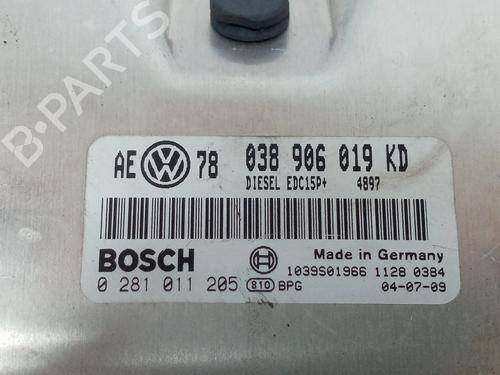 B-PARTS
AE VW 78 038 906 019 KD
DIESEL EDC15P+ 4897
BOSCH
Made in Germany
1039S01966 1128 0384
0 281 011 205 810 BPG 04-07-09